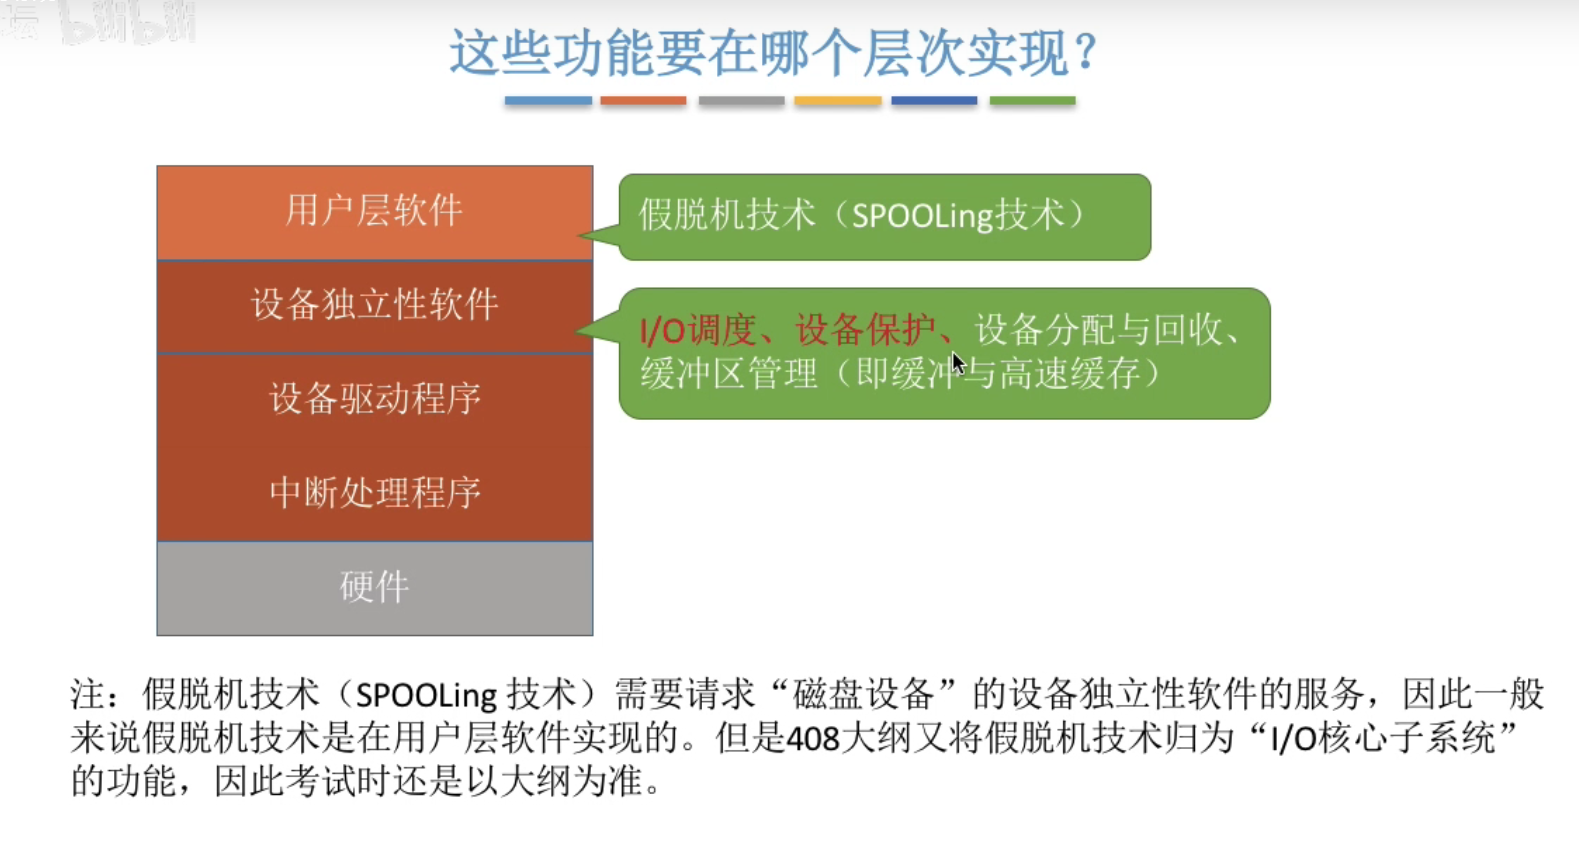 坛 bilibili
这些功能要在哪个层次实现？
用户层软件
假脱机技术（SPOOLing技术）
设备独立性软件
I/O调度、设备保护、设备分配与回收、
缓冲区管理（即缓冲与高速缓存）
设备驱动程序
中断处理程序
硬件
注：假脱机技术（SPOOLing 技术）需要请求“磁盘设备”的设备独立性软件的服务，因此一般
来说假脱机技术是在用户层软件实现的。但是408大纲又将假脱机技术归为“I/O核心子系统”
的功能，因此考试时还是以大纲为准。